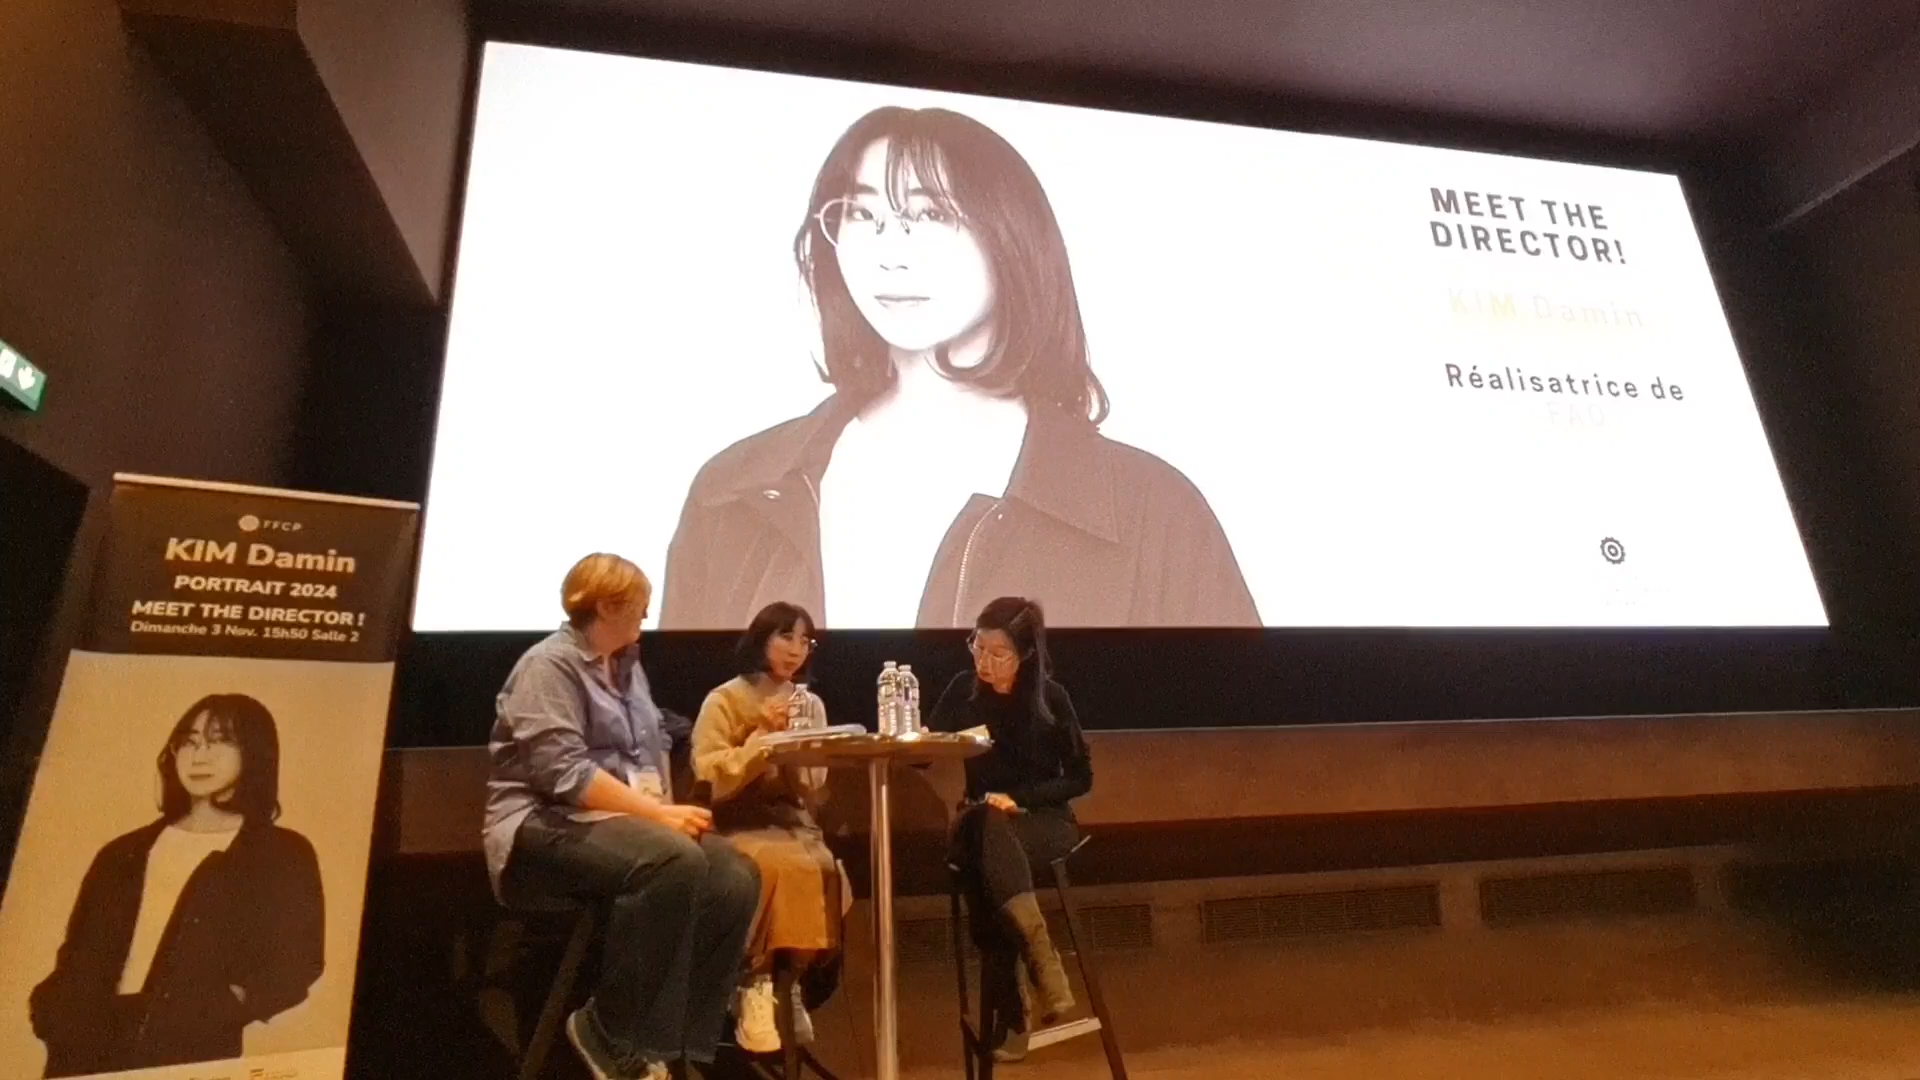 MEET THE
DIRECTOR!
KIM Damin
Réalisatrice de
FAQ
FFCP
KIM Damin
PORTRAIT 2024
MEET THE DIRECTOR !
Dimanche 3 Nov. 15h50 Salle 2